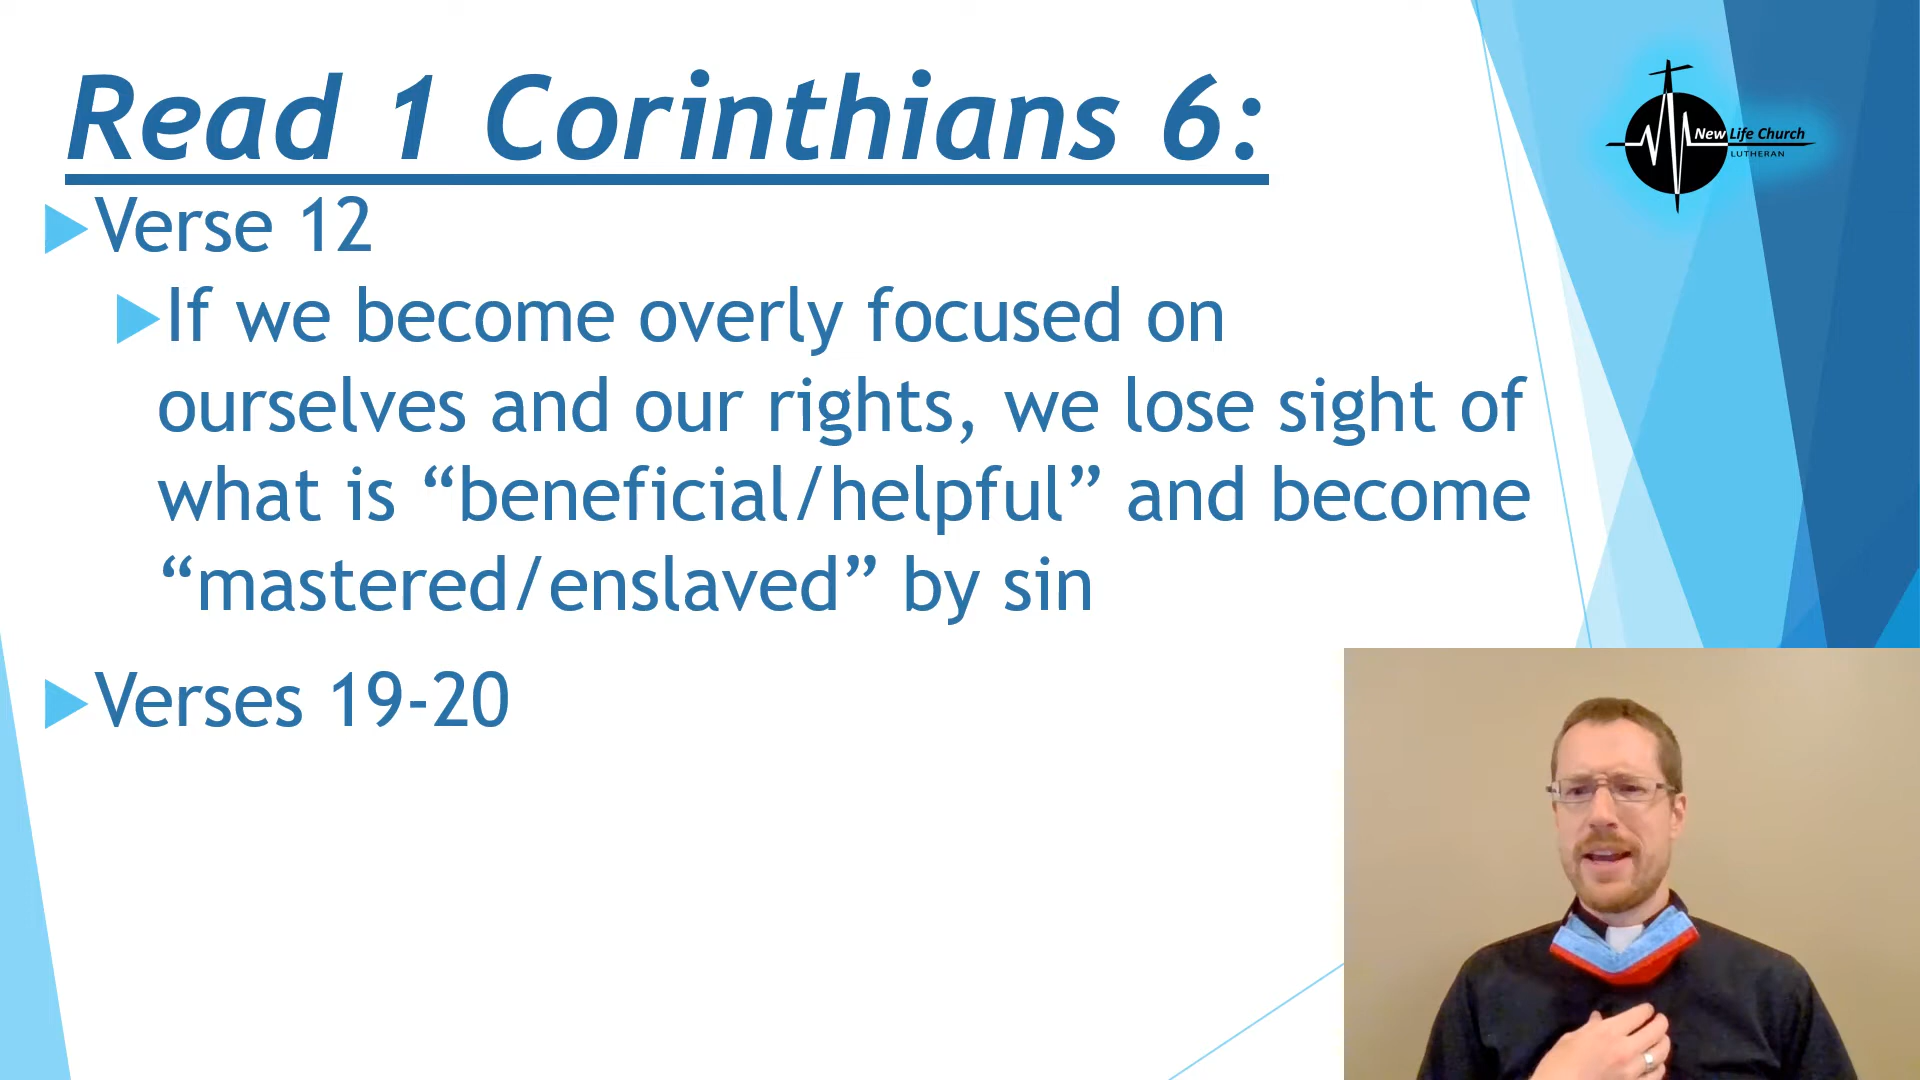 Read 1 Corinthians 6:
New Life Church
LUTHERAN
Verse 12
If we become overly focused on
ourselves and our rights, we lose sight of
what is “beneficial/helpful” and become
“mastered/enslaved” by sin
Verses 19-20